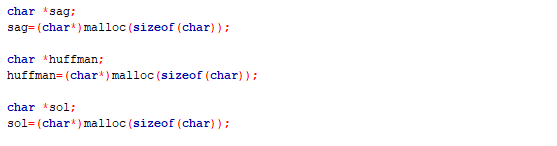 char *sag;
sag=(char*)malloc(sizeof(char));
char *huffman;
huffman=(char*)malloc(sizeof(char));
char *sol;
sol=(char*)malloc(sizeof(char));